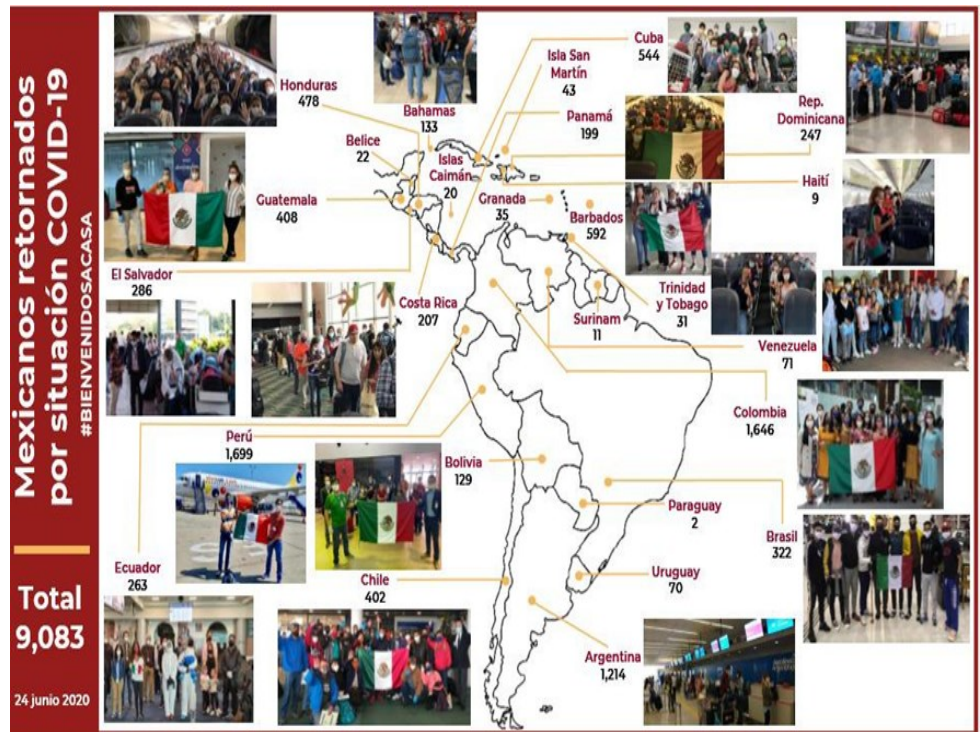 Mexicanos retornados
por situación COVID-19
#BIENVENIDOSACASA
Total
9,083
24 junio 2020
Honduras
478
Bahamas
133
Belice
22
Islas
Caimán
20
Guatemala
408
El Salvador
286
Costa Rica
207
Cuba
544
Isla San
Martín
43
Panamá
199
Rep.
Dominicana
247
Haití
9
Granada
35
Barbados
592
Trinidad
y Tobago
31
Surinam
11
Venezuela
71
Colombia
1,646
Perú
1,699
Bolivia
129
Paraguay
2
Brasil
322
Ecuador
263
Chile
402
Uruguay
70
Argentina
1,214